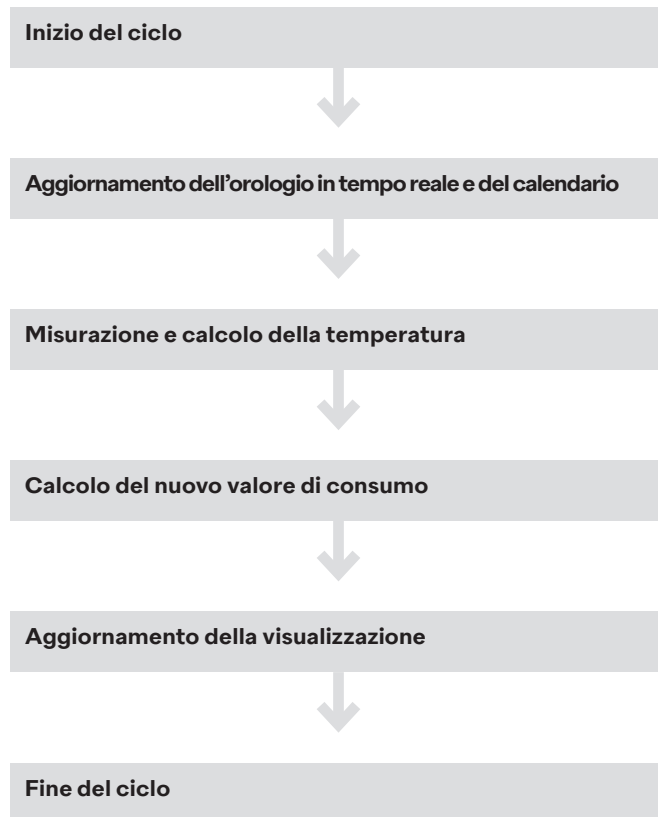 Inizio del ciclo
Aggiornamento dell’orologio in tempo reale e del calendario
Misurazione e calcolo della temperatura
Calcolo del nuovo valore di consumo
Aggiornamento della visualizzazione
Fine del ciclo